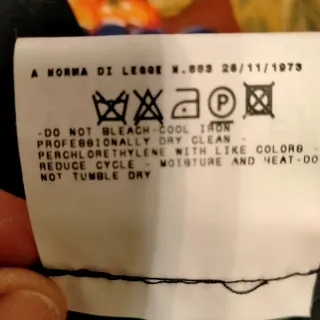 A NORMA DI LEGGE N.883 26/11/1973
P
-DO NOT BLEACH-COOL IRON
PROFESSIONALLY DRY CLEAN -
PERCHLORETHYLENE WITH LIKE COLORS -
REDUCE CYCLE - MOISTURE AND HEAT-DO
NOT TUMBLE DRY